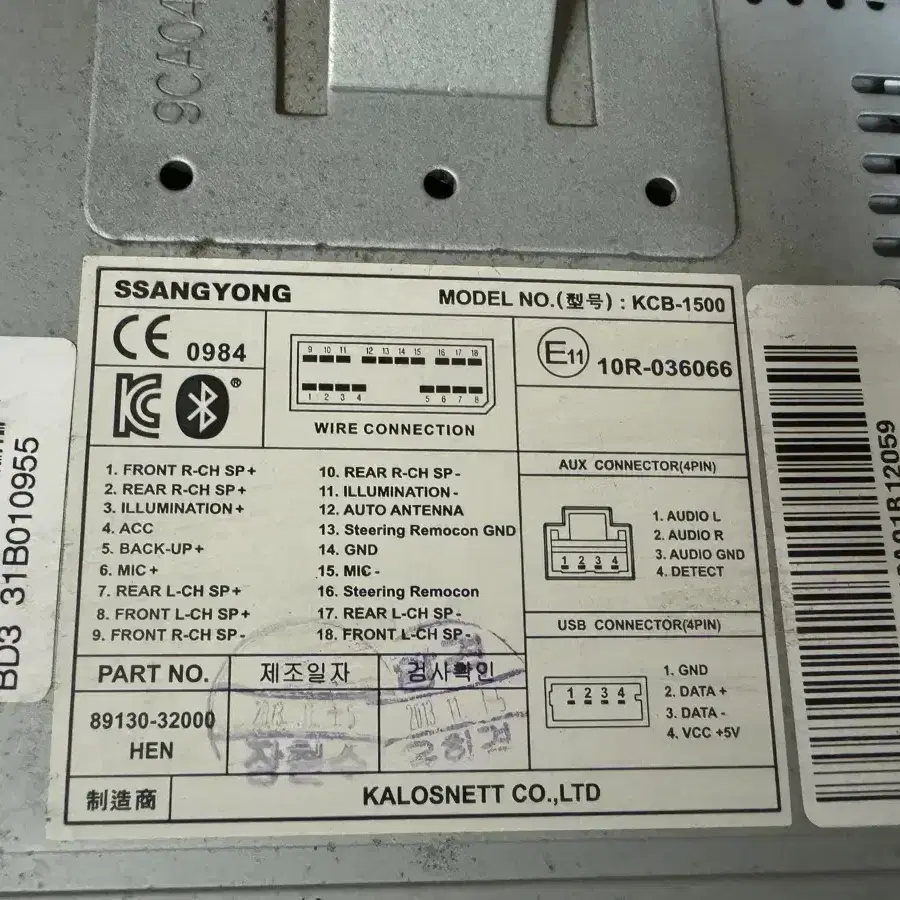 9CA04
SSANGYONG
MODEL NO.(型号) : KCB-1500
CE 0984
9 10 11 12 13 14 15 16 17 18
1 2 3 4 5 6 7 8
WIRE CONNECTION
E11 10R-036066
KC ®
1. FRONT R-CH SP+
2. REAR R-CH SP+
3. ILLUMINATION+
4. ACC
5. BACK-UP+
6. MIC+
7. REAR L-CH SP+
8. FRONT L-CH SP+
9. FRONT R-CH SP-
10. REAR R-CH SP-
11. ILLUMINATION-
12. AUTO ANTENNA
13. Steering Remocon GND
14. GND
15. MIC-
16. Steering Remocon
17. REAR L-CH SP-
18. FRONT L-CH SP-
AUX CONNECTOR(4PIN)
1 2 3 4
1. AUDIO L
2. AUDIO R
3. AUDIO GND
4. DETECT
USB CONNECTOR(4PIN)
1 2 3 4
1. GND
2. DATA+
3. DATA-
4. VCC +5V
PART NO.
제조일자
검사확인
89130-32000
HEN
2013. 11
制造商
KALOSNETT CO.,LTD
BD3 31B010955
01B12059